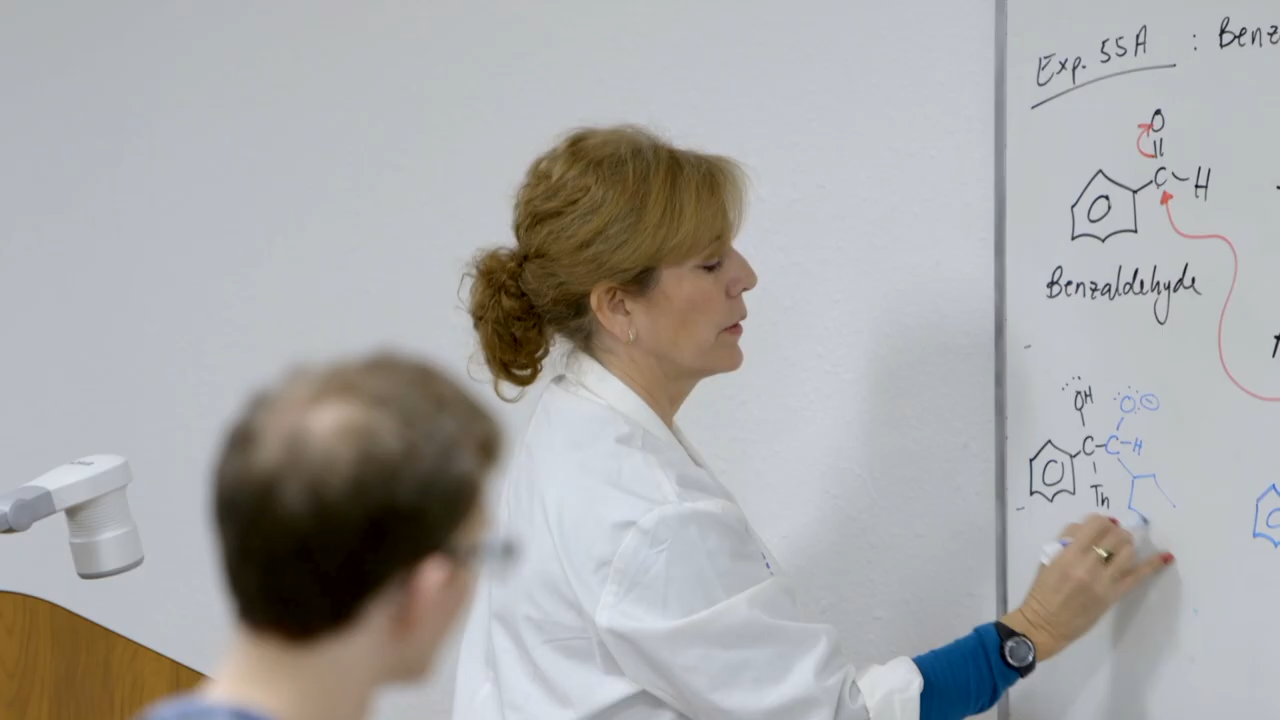 Exp. 55A : Benz
O
C H
Benzaldehyde
OH O
C C H
Th